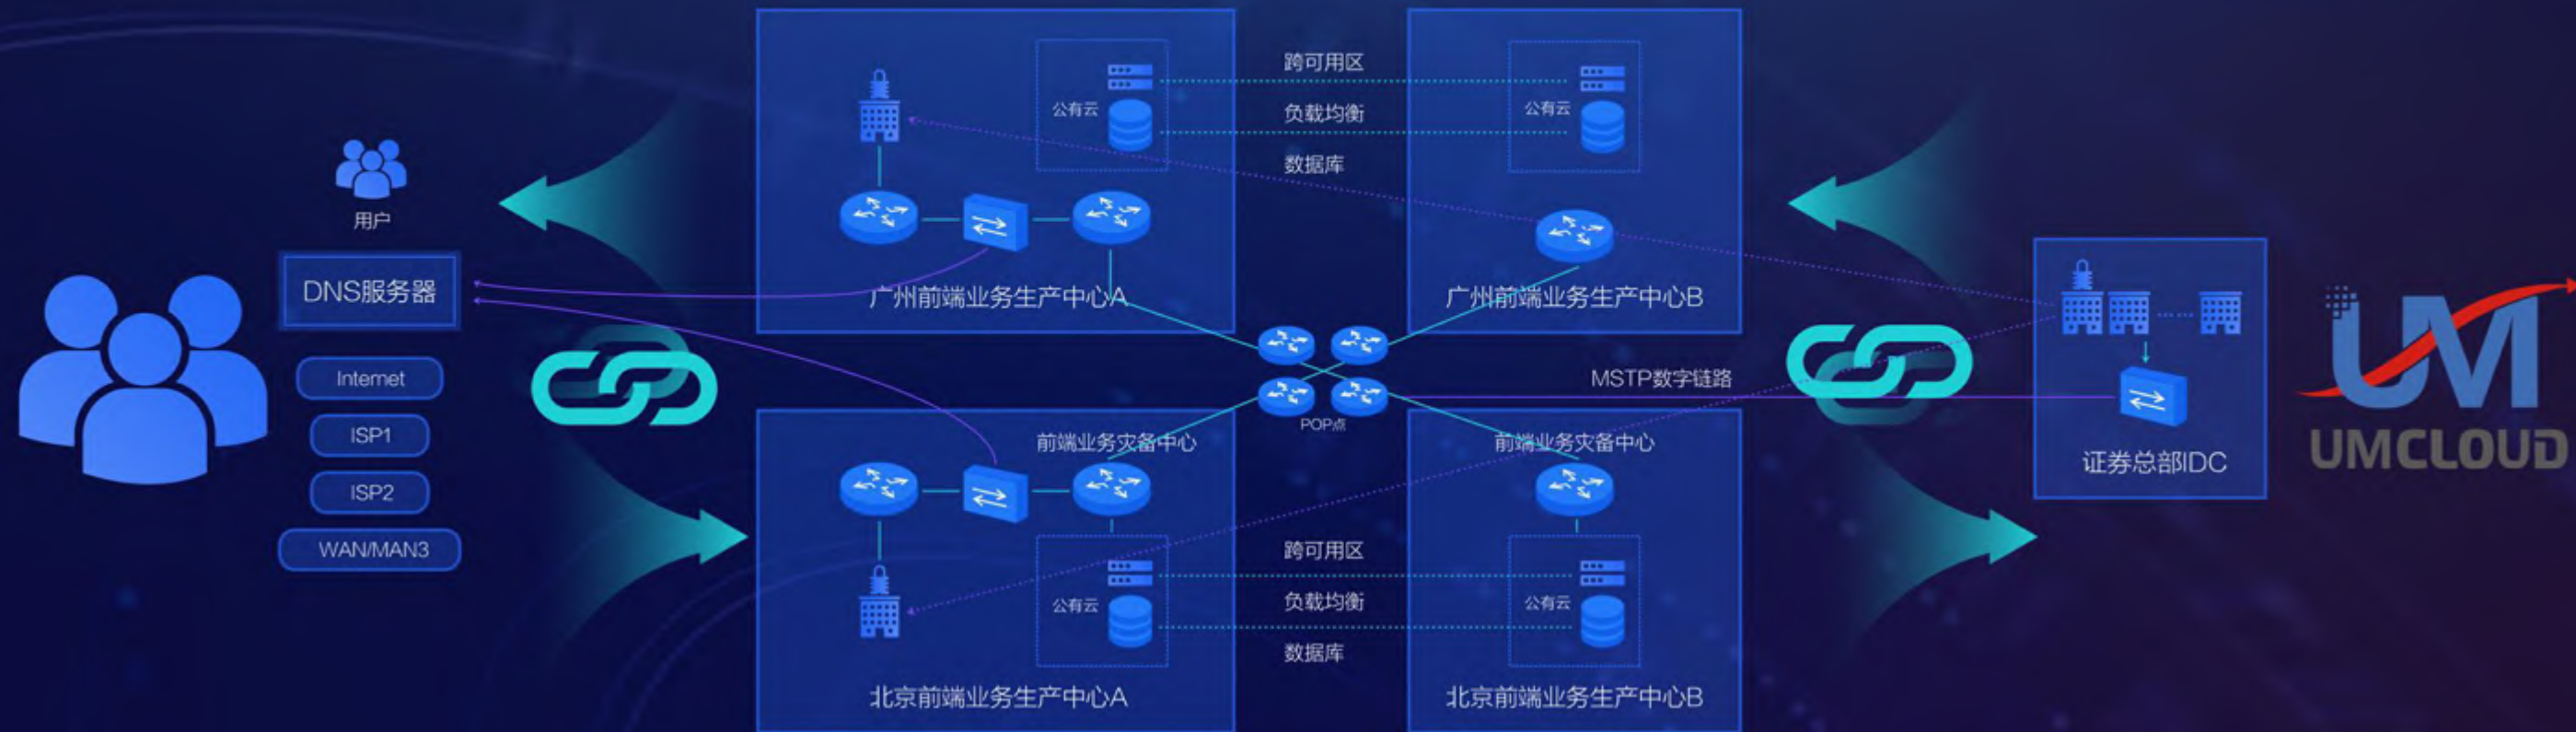 用户
DNS服务器
Internet
ISP1
ISP2
WAN/MAN3
公有云
广州前端业务生产中心A
跨可用区
负载均衡
数据库
公有云
广州前端业务生产中心B
POP点
MSTP数字链路
前端业务灾备中心
公有云
北京前端业务生产中心A
跨可用区
负载均衡
数据库
前端业务灾备中心
公有云
北京前端业务生产中心B
证券总部IDC
UM
UMCLOUD